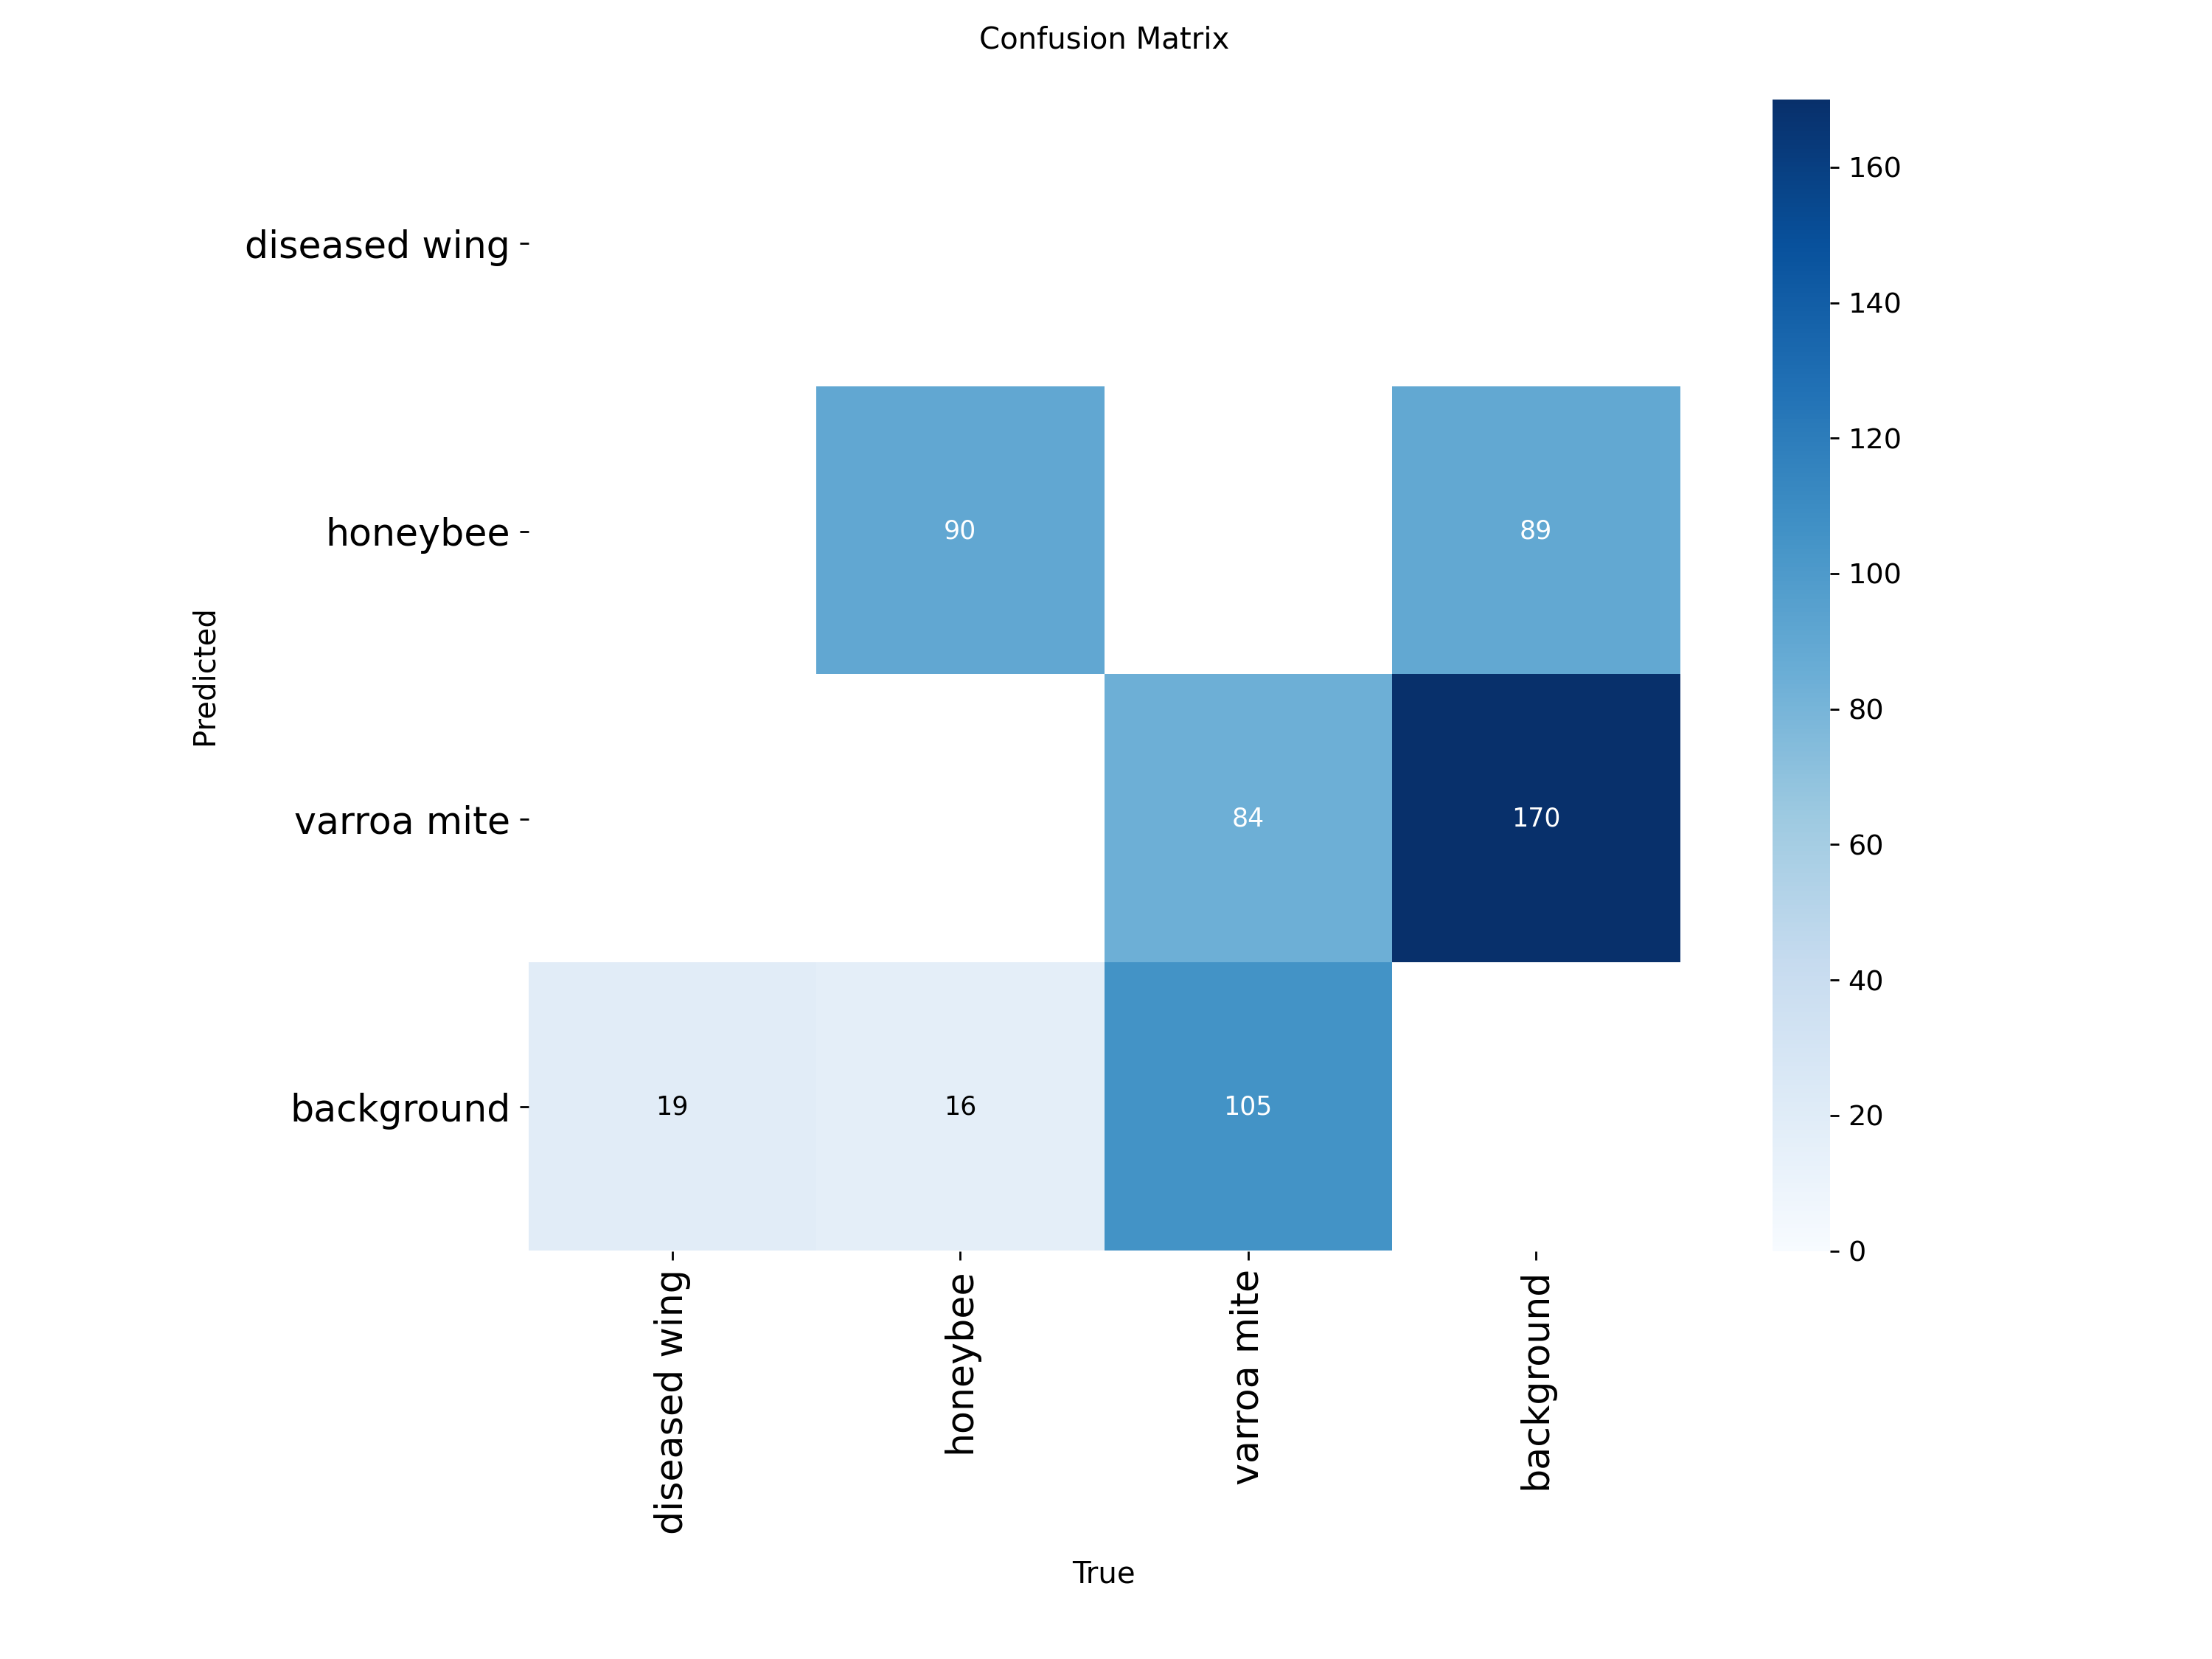 Confusion Matrix
Predicted
diseased wing
honeybee
varroa mite
background
90
89
84
170
19
16
105
diseased wing
honeybee
varroa mite
background
True
160
140
120
100
80
60
40
20
0